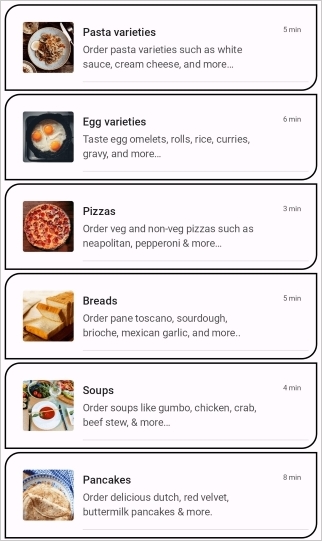 Pasta varieties
5 min
Order pasta varieties such as white
sauce, cream cheese, and more…
Egg varieties
6 min
Taste egg omelets, rolls, rice, curries,
gravy, and more…
Pizzas
3 min
Order veg and non-veg pizzas such as
neapolitan, pepperoni & more…
Breads
5 min
Order pane toscano, sourdough,
brioche, mexican garlic, and more..
Soups
4 min
Order soups like gumbo, chicken, crab,
beef stew, & more…
Pancakes
8 min
Order delicious dutch, red velvet,
buttermilk pancakes & more.